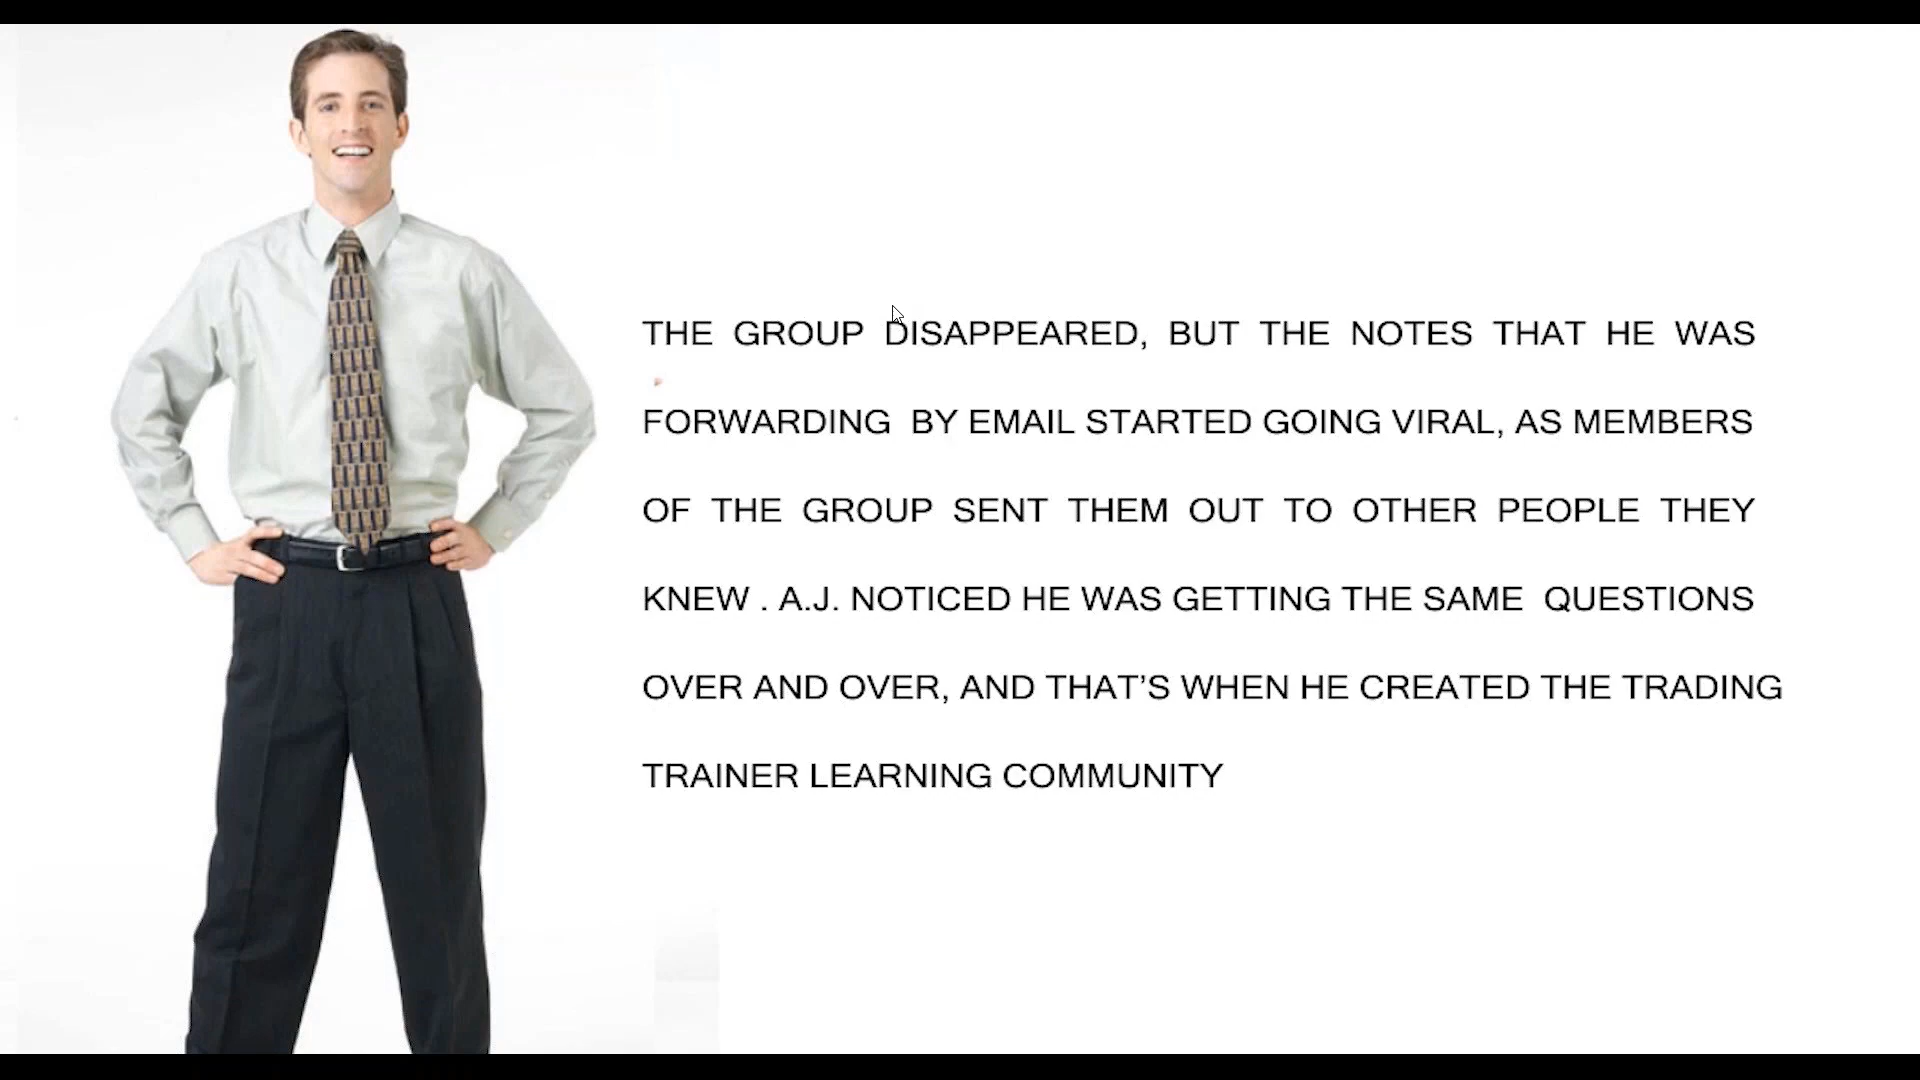 THE GROUP DISAPPEARED, BUT THE NOTES THAT HE WAS
FORWARDING BY EMAIL STARTED GOING VIRAL, AS MEMBERS
OF THE GROUP SENT THEM OUT TO OTHER PEOPLE THEY
KNEW . A.J. NOTICED HE WAS GETTING THE SAME QUESTIONS
OVER AND OVER, AND THAT’S WHEN HE CREATED THE TRADING
TRAINER LEARNING COMMUNITY